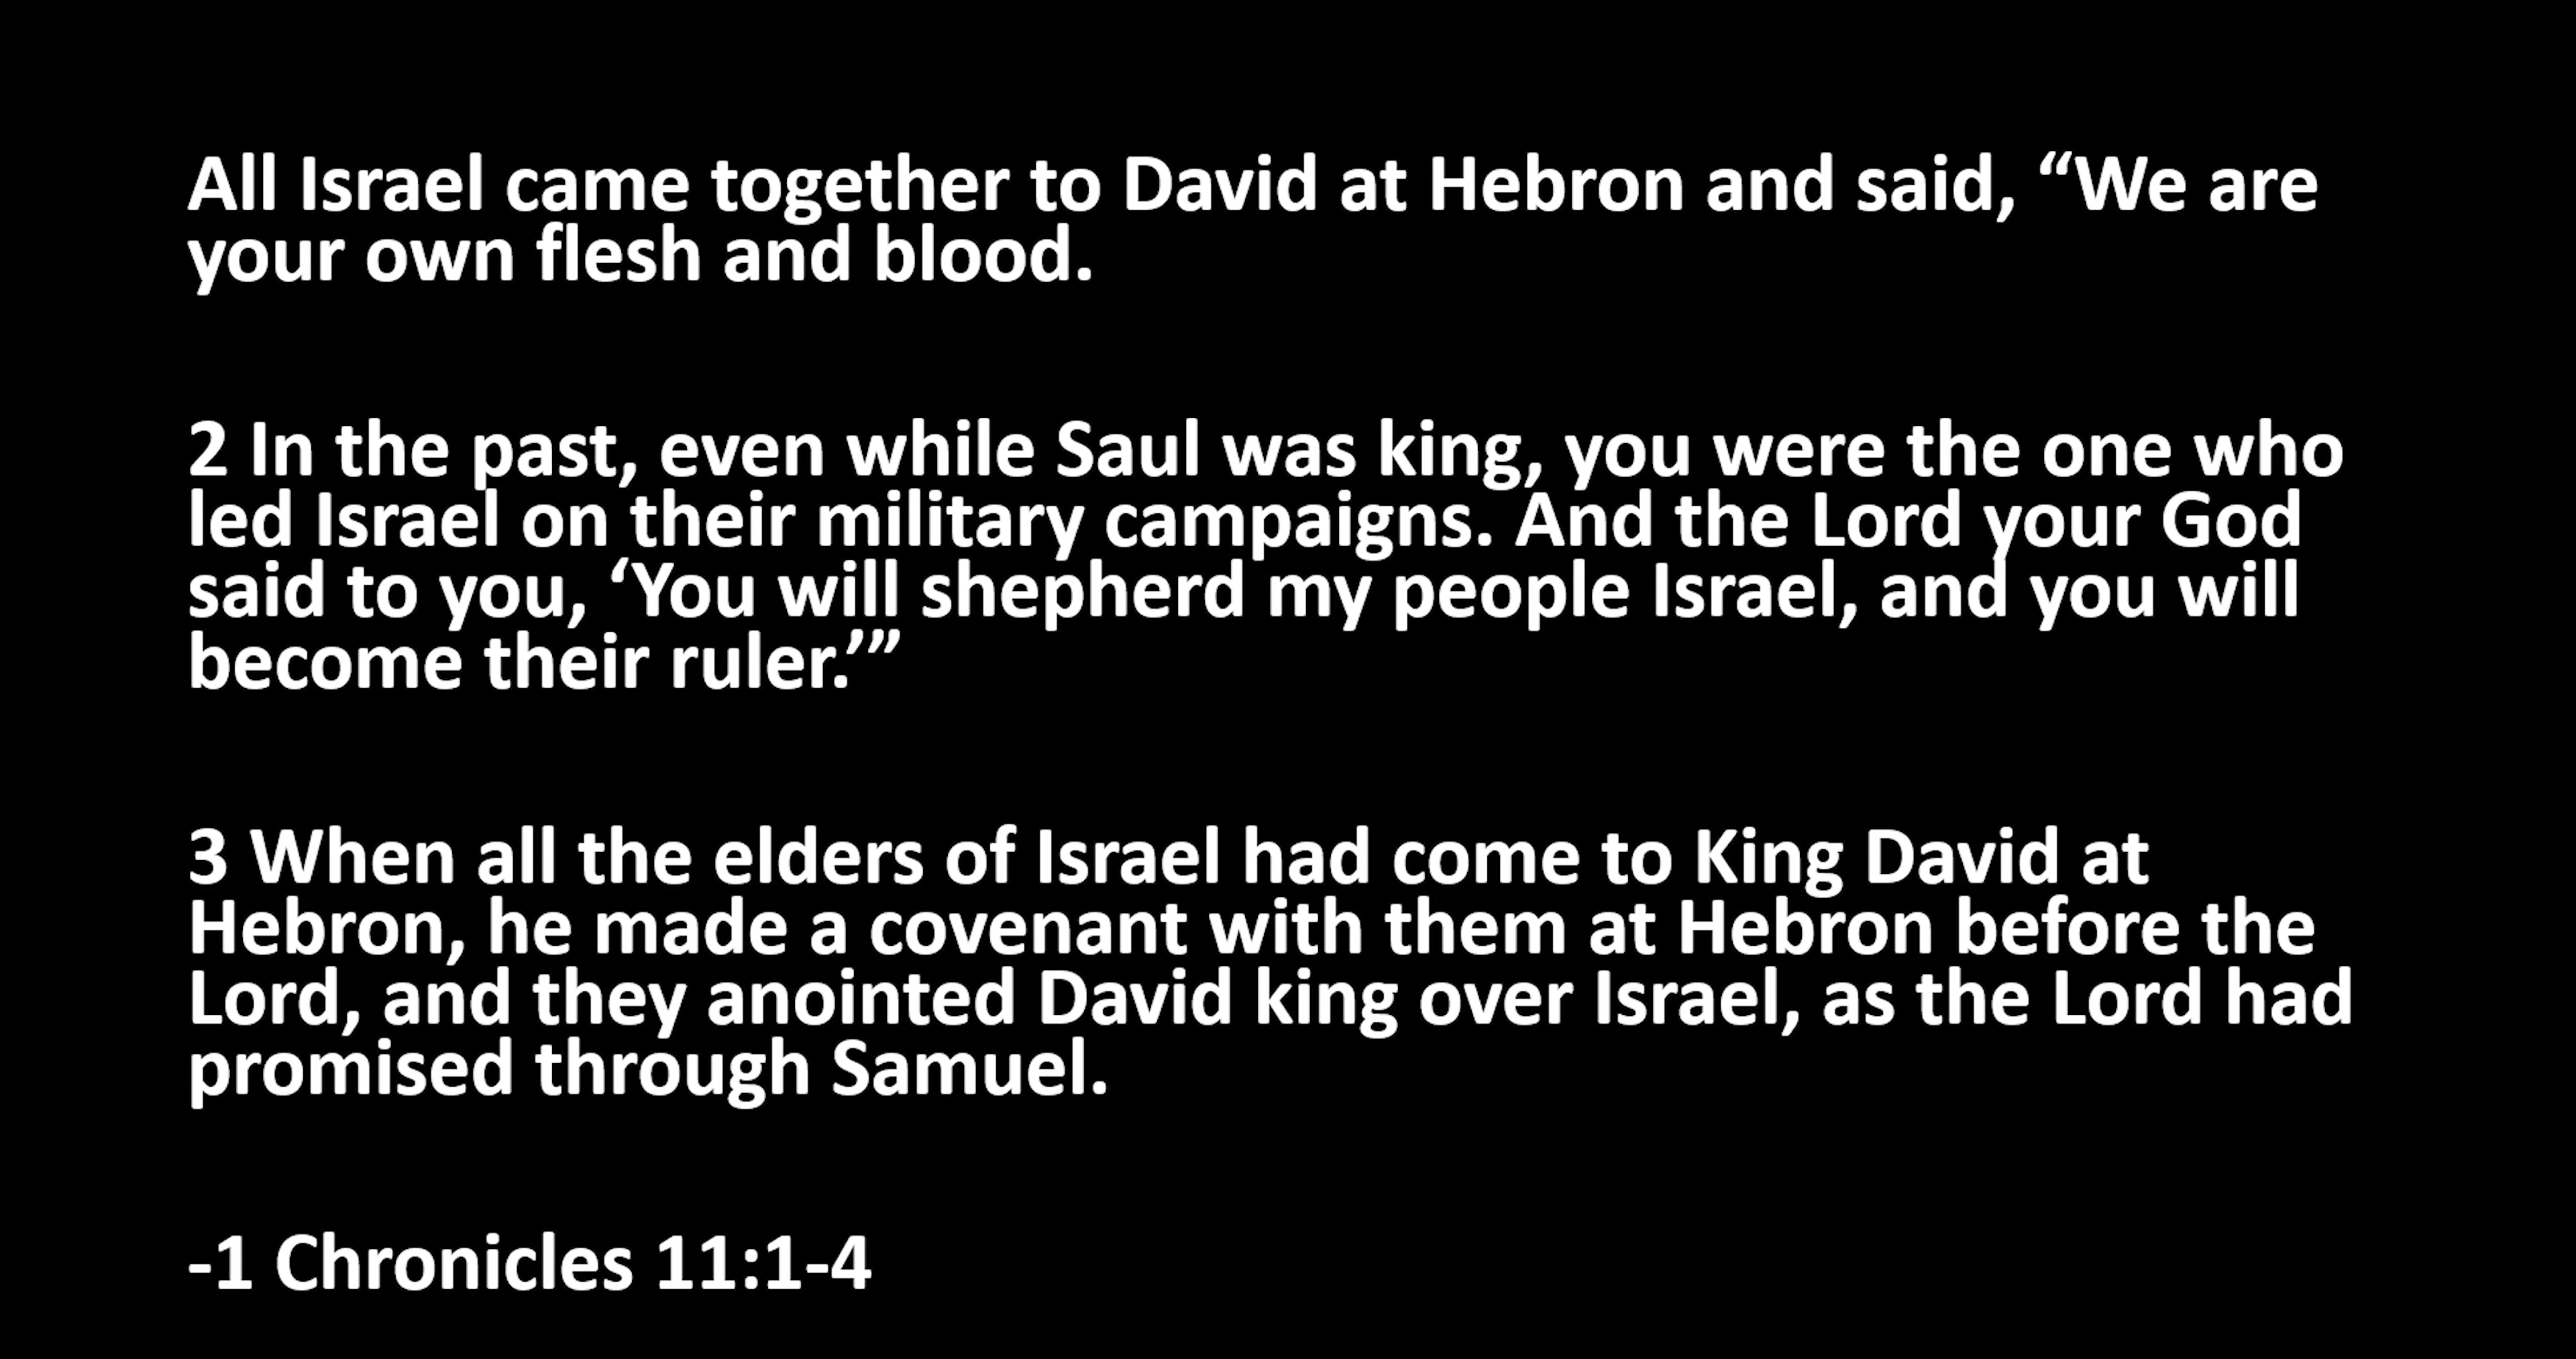 All Israel came together to David at Hebron and said, “We are
your own flesh and blood.
2 In the past, even while Saul was king, you were the one who
led Israel on their military campaigns. And the Lord your God
said to you, ‘You will shepherd my people Israel, and you will
become their ruler.’”
3 When all the elders of Israel had come to King David at
Hebron, he made a covenant with them at Hebron before the
Lord, and they anointed David king over Israel, as the Lord had
promised through Samuel.
-1 Chronicles 11:1-4